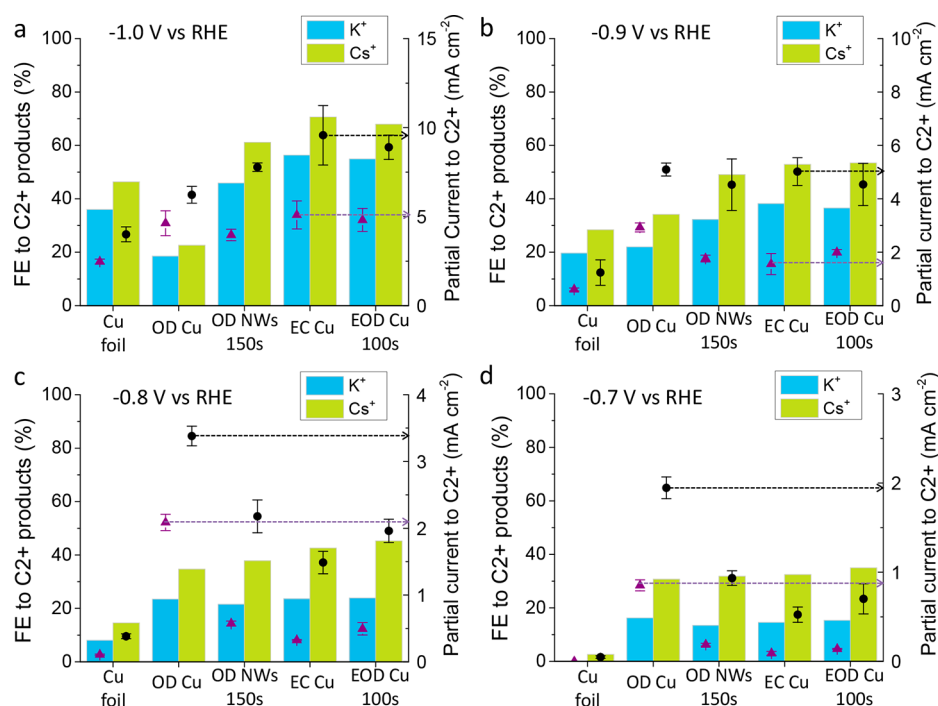 a
-1.0 V vs RHE
K+
Cs+
FE to C2+ products (%)
100
80
60
40
20
0
15
10
5
0
Partial Current to C2+ (mA cm-2)
Cu foil
OD Cu
OD NWs 150s
EC Cu
EOD Cu 100s
b
-0.9 V vs RHE
K+
Cs+
FE to C2+ products (%)
100
80
60
40
20
0
10
8
6
4
2
0
Partial Current to C2+ (mA cm-2)
Cu foil
OD Cu
OD NWs 150s
EC Cu
EOD Cu 100s
c
-0.8 V vs RHE
K+
Cs+
FE to C2+ products (%)
100
80
60
40
20
0
4
3
2
1
0
Partial current to C2+ (mA cm-2)
Cu foil
OD Cu
OD NWs 150s
EC Cu
EOD Cu 100s
d
-0.7 V vs RHE
K+
Cs+
FE to C2+ products (%)
100
80
60
40
20
0
3
2
1
0
Partial current to C2+ (mA cm-2)
Cu foil
OD Cu
OD NWs 150s
EC Cu
EOD Cu 100s